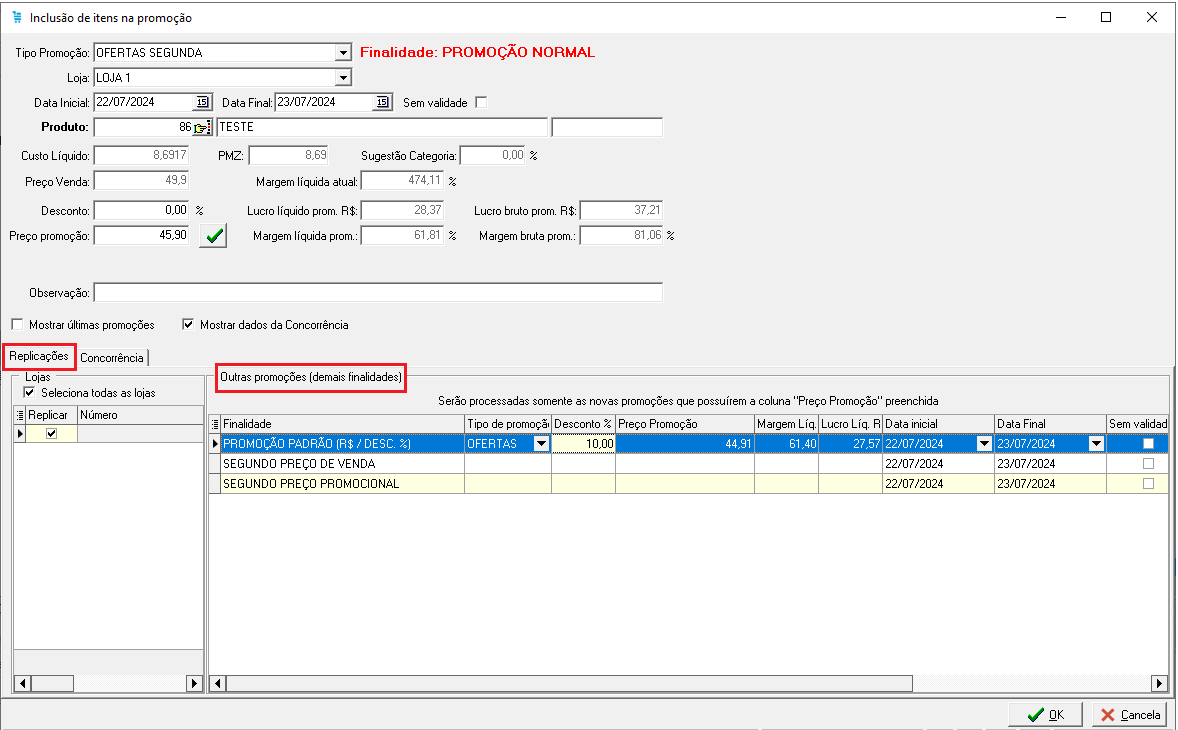 Inclusão de itens na promoção
Tipo Promoção: OFERTAS SEGUNDA Finalidade: PROMOÇÃO NORMAL
Loja: LOJA 1
Data Inicial: 22/07/2024 15 Data Final: 23/07/2024 15 Sem validade
Produto: 86 TESTE
Custo Líquido: 8,6917 PMZ: 8,69 Sugestão Categoria: 0,00 %
Preço Venda: 49,9 Margem líquida atual: 474,11 %
Desconto: 0,00 % Lucro líquido prom. R$: 28,37 Lucro bruto prom. R$: 37,21
Preço promoção: 45,90 Margem líquida prom.: 61,81 % Margem bruta prom.: 81,06 %
Observação:
Mostrar últimas promoções Mostrar dados da Concorrência
Replicações Concorrência
Lojas
Seleciona todas as lojas
Replicar Número
Outras promoções (demais finalidades)
Serão processadas somente as novas promoções que possuírem a coluna "Preço Promoção" preenchida
Finalidade Tipo de promoção Desconto % Preço Promoção Margem Líq. Lucro Líq. R Data inicial Data Final Sem validad
PROMOÇÃO PADRÃO (R$ / DESC. %) OFERTAS 10,00 44,91 61,40 27,57 22/07/2024 23/07/2024
SEGUNDO PREÇO DE VENDA 22/07/2024 23/07/2024
SEGUNDO PREÇO PROMOCIONAL 22/07/2024 23/07/2024
OK Cancela